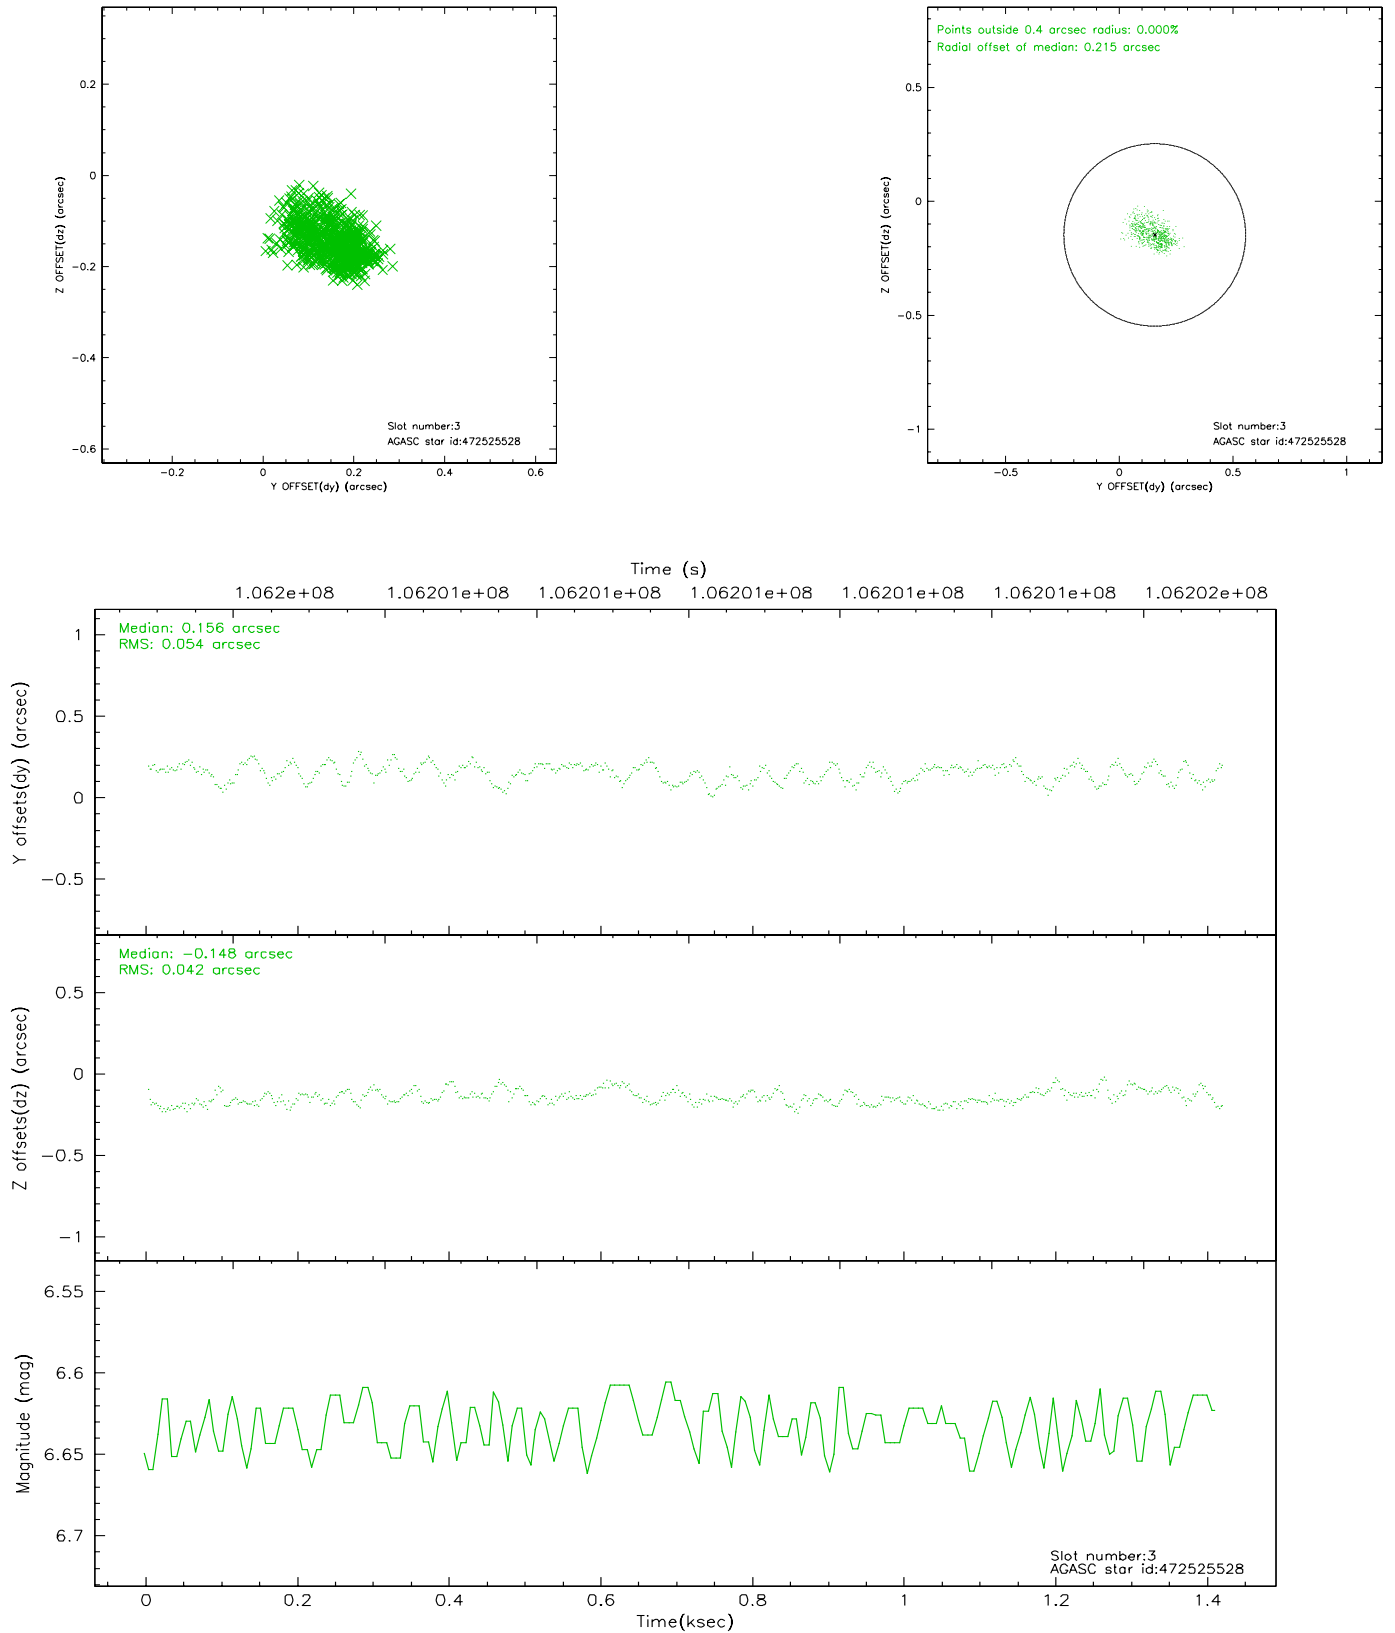 0.2
0
−0.2
−0.4
−0.6
Z OFFSET(dz) (arcsec)
Slot number:3
AGASC star id:472525528
−0.2 0 0.2 0.4 0.6
Y OFFSET(dy) (arcsec)
Points outside 0.4 arcsec radius: 0.000%
Radial offset of median: 0.215 arcsec
0.5
0
−0.5
−1
Z OFFSET(dz) (arcsec)
Slot number:3
AGASC star id:472525528
−0.5 0 0.5 1
Y OFFSET(dy) (arcsec)
Time (s)
1.062e+08 1.06201e+08 1.06201e+08 1.06201e+08 1.06201e+08 1.06201e+08 1.06202e+08
Median: 0.156 arcsec
RMS: 0.054 arcsec
1
0.5
0
−0.5
Y offsets(dy) (arcsec)
Median: −0.148 arcsec
RMS: 0.042 arcsec
0.5
0
−0.5
−1
Z offsets(dz) (arcsec)
6.55
6.6
6.65
6.7
Magnitude (mag)
Slot number:3
AGASC star id:472525528
0 0.2 0.4 0.6 0.8 1 1.2 1.4
Time(ksec)